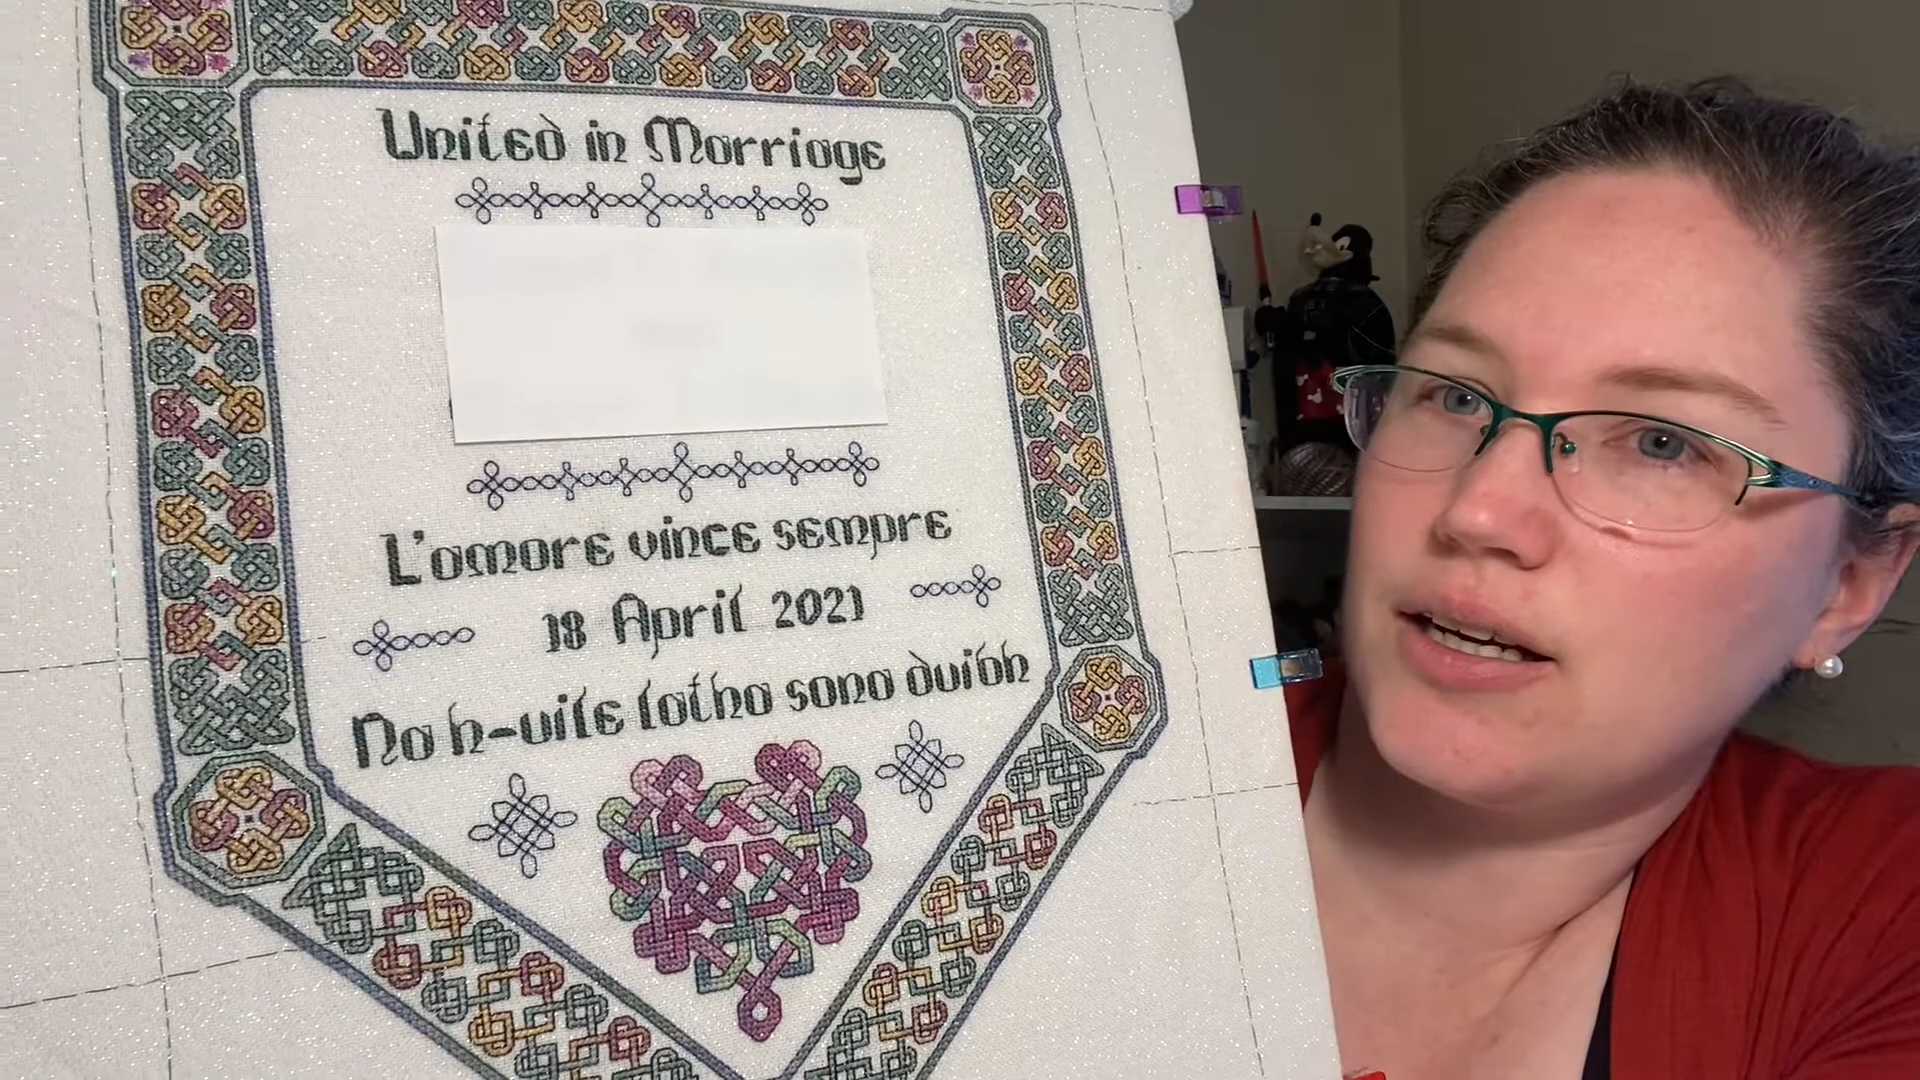 United in Marriage
L'amore vince sempre
18 April 2021
Na h-uile latha sona duibh